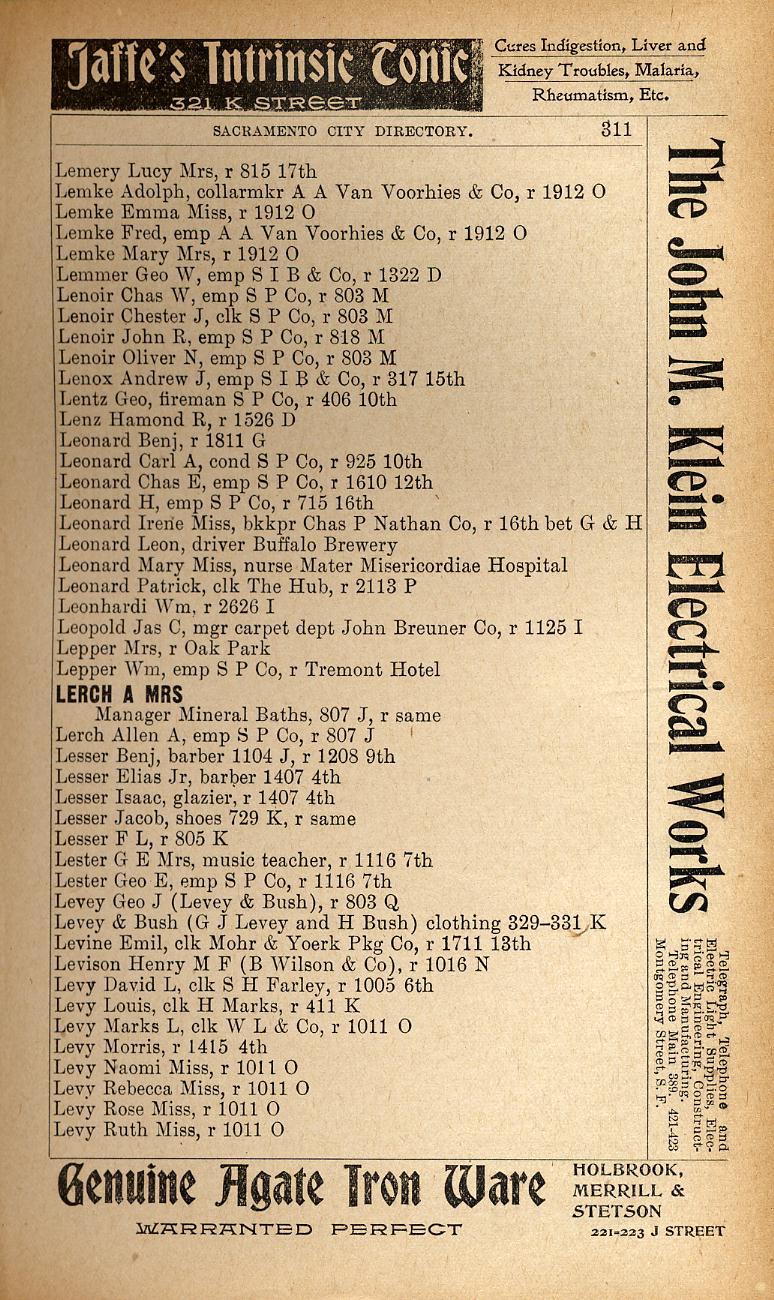 Jaffe's Intrinsic Tonic
321 K STREET
Cures Indigestion, Liver and
Kidney Troubles, Malaria,
Rheumatism, Etc.
SACRAMENTO CITY DIRECTORY. 311
Lemery Lucy Mrs, r 815 17th
Lemke Adolph, collarmkr A A Van Voorhies & Co, r 1912 O
Lemke Emma Miss, r 1912 O
Lemke Fred, emp A A Van Voorhies & Co, r 1912 O
Lemke Mary Mrs, r 1912 O
Lemmer Geo W, emp S I B & Co, r 1322 D
Lenoir Chas W, emp S P Co, r 803 M
Lenoir Chester J, clk S P Co, r 803 M
Lenoir John R, emp S P Co, r 818 M
Lenoir Oliver N, emp S P Co, r 803 M
Lenox Andrew J, emp S I B & Co, r 317 15th
Lentz Geo, fireman S P Co, r 406 10th
Lenz Hamond R, r 1526 D
Leonard Benj, r 1811 G
Leonard Carl A, cond S P Co, r 925 10th
Leonard Chas E, emp S P Co, r 1610 12th
Leonard H, emp S P Co, r 715 16th
Leonard Irene Miss, bkkpr Chas P Nathan Co, r 16th bet G & H
Leonard Leon, driver Buffalo Brewery
Leonard Mary Miss, nurse Mater Misericordiae Hospital
Leonard Patrick, clk The Hub, r 2113 P
Leonhardi Wm, r 2626 I
Leopold Jas C, mgr carpet dept John Breuner Co, r 1125 I
Lepper Mrs, r Oak Park
Lepper Wm, emp S P Co, r Tremont Hotel
LERCH A MRS
Manager Mineral Baths, 807 J, r same
Lerch Allen A, emp S P Co, r 807 J
Lesser Benj, barber 1104 J, r 1208 9th
Lesser Elias Jr, barber 1407 4th
Lesser Isaac, glazier, r 1407 4th
Lesser Jacob, shoes 729 K, r same
Lesser F L, r 805 K
Lester G E Mrs, music teacher, r 1116 7th
Lester Geo E, emp S P Co, r 1116 7th
Levey Geo J (Levey & Bush), r 803 Q
Levey & Bush (G J Levey and H Bush) clothing 329–331 K
Levine Emil, clk Mohr & Yoerk Pkg Co, r 1711 13th
Levison Henry M F (B Wilson & Co), r 1016 N
Levy David L, clk S H Farley, r 1005 6th
Levy Louis, clk H Marks, r 411 K
Levy Marks L, clk W L & Co, r 1011 O
Levy Morris, r 1415 4th
Levy Naomi Miss, r 1011 O
Levy Rebecca Miss, r 1011 O
Levy Rose Miss, r 1011 O
Levy Ruth Miss, r 1011 O
The John M. Klein Electrical Works
Telegraph, Telephone and
Electric Light Supplies, Elec-
trical Engineering, Construct-
ing and Manufacturing.
Telephone Main 389. 421-423
Montgomery Street, S. F.
Genuine Agate Iron Ware
WARRANTED PERFECT
HOLBROOK,
MERRILL &
STETSON
221-223 J STREET